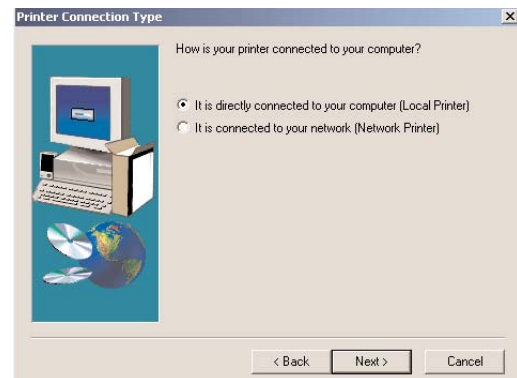 Printer Connection Type
How is your printer connected to your computer?
It is directly connected to your computer (Local Printer)
It is connected to your network (Network Printer)
< Back
Next >
Cancel